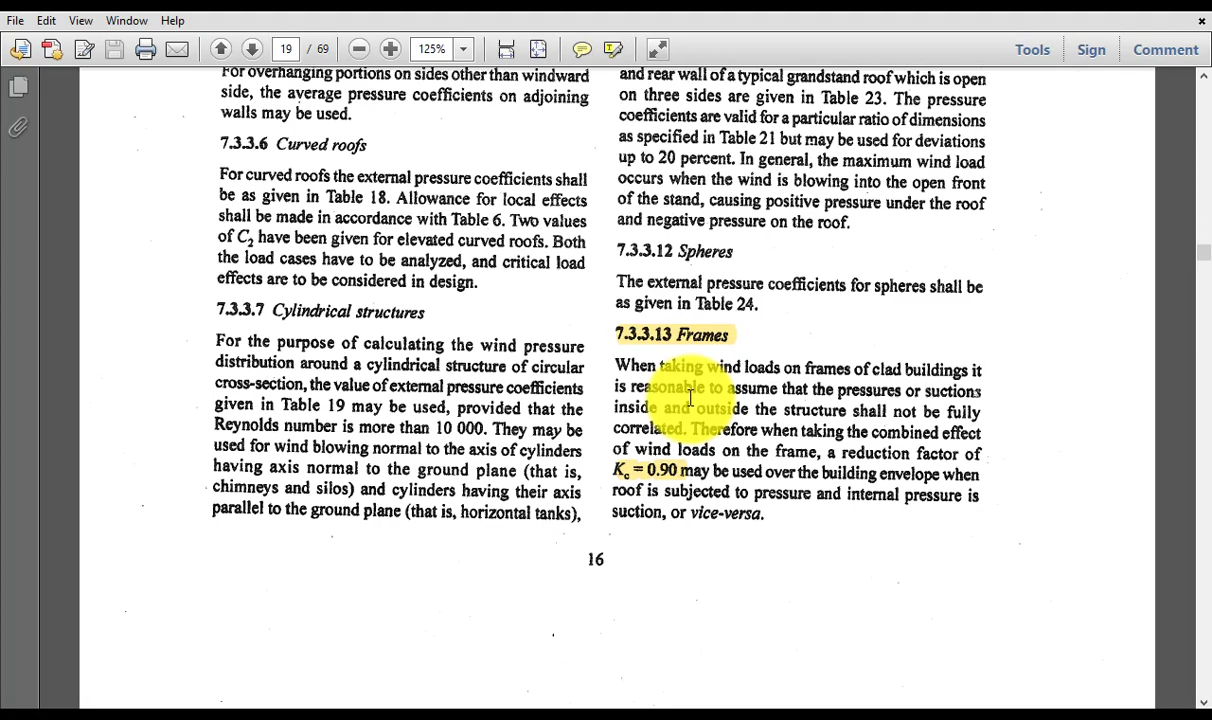 File Edit View Window Help
×
19 / 69
125%
Tools Sign Comment
For overhanging portions on sides other than windward
side, the average pressure coefficients on adjoining
walls may be used.
7.3.3.6 Curved roofs
For curved roofs the external pressure coefficients shall
be as given in Table 18. Allowance for local effects
shall be made in accordance with Table 6. Two values
of C2 have been given for elevated curved roofs. Both
the load cases have to be analyzed, and critical load
effects are to be considered in design.
7.3.3.7 Cylindrical structures
For the purpose of calculating the wind pressure
distribution around a cylindrical structure of circular
cross-section, the value of external pressure coefficients
given in Table 19 may be used, provided that the
Reynolds number is more than 10 000. They may be
used for wind blowing normal to the axis of cylinders
having axis normal to the ground plane (that is,
chimneys and silos) and cylinders having their axis
parallel to the ground plane (that is, horizontal tanks),
and rear wall of a typical grandstand roof which is open
on three sides are given in Table 23. The pressure
coefficients are valid for a particular ratio of dimensions
as specified in Table 21 but may be used for deviations
up to 20 percent. In general, the maximum wind load
occurs when the wind is blowing into the open front
of the stand, causing positive pressure under the roof
and negative pressure on the roof.
7.3.3.12 Spheres
The external pressure coefficients for spheres shall be
as given in Table 24.
7.3.3.13 Frames
When taking wind loads on frames of clad buildings it
is reasonable to assume that the pressures or suctions
inside and outside the structure shall not be fully
correlated. Therefore when taking the combined effect
of wind loads on the frame, a reduction factor of
Kc = 0.90 may be used over the building envelope when
roof is subjected to pressure and internal pressure is
suction, or vice-versa.
16